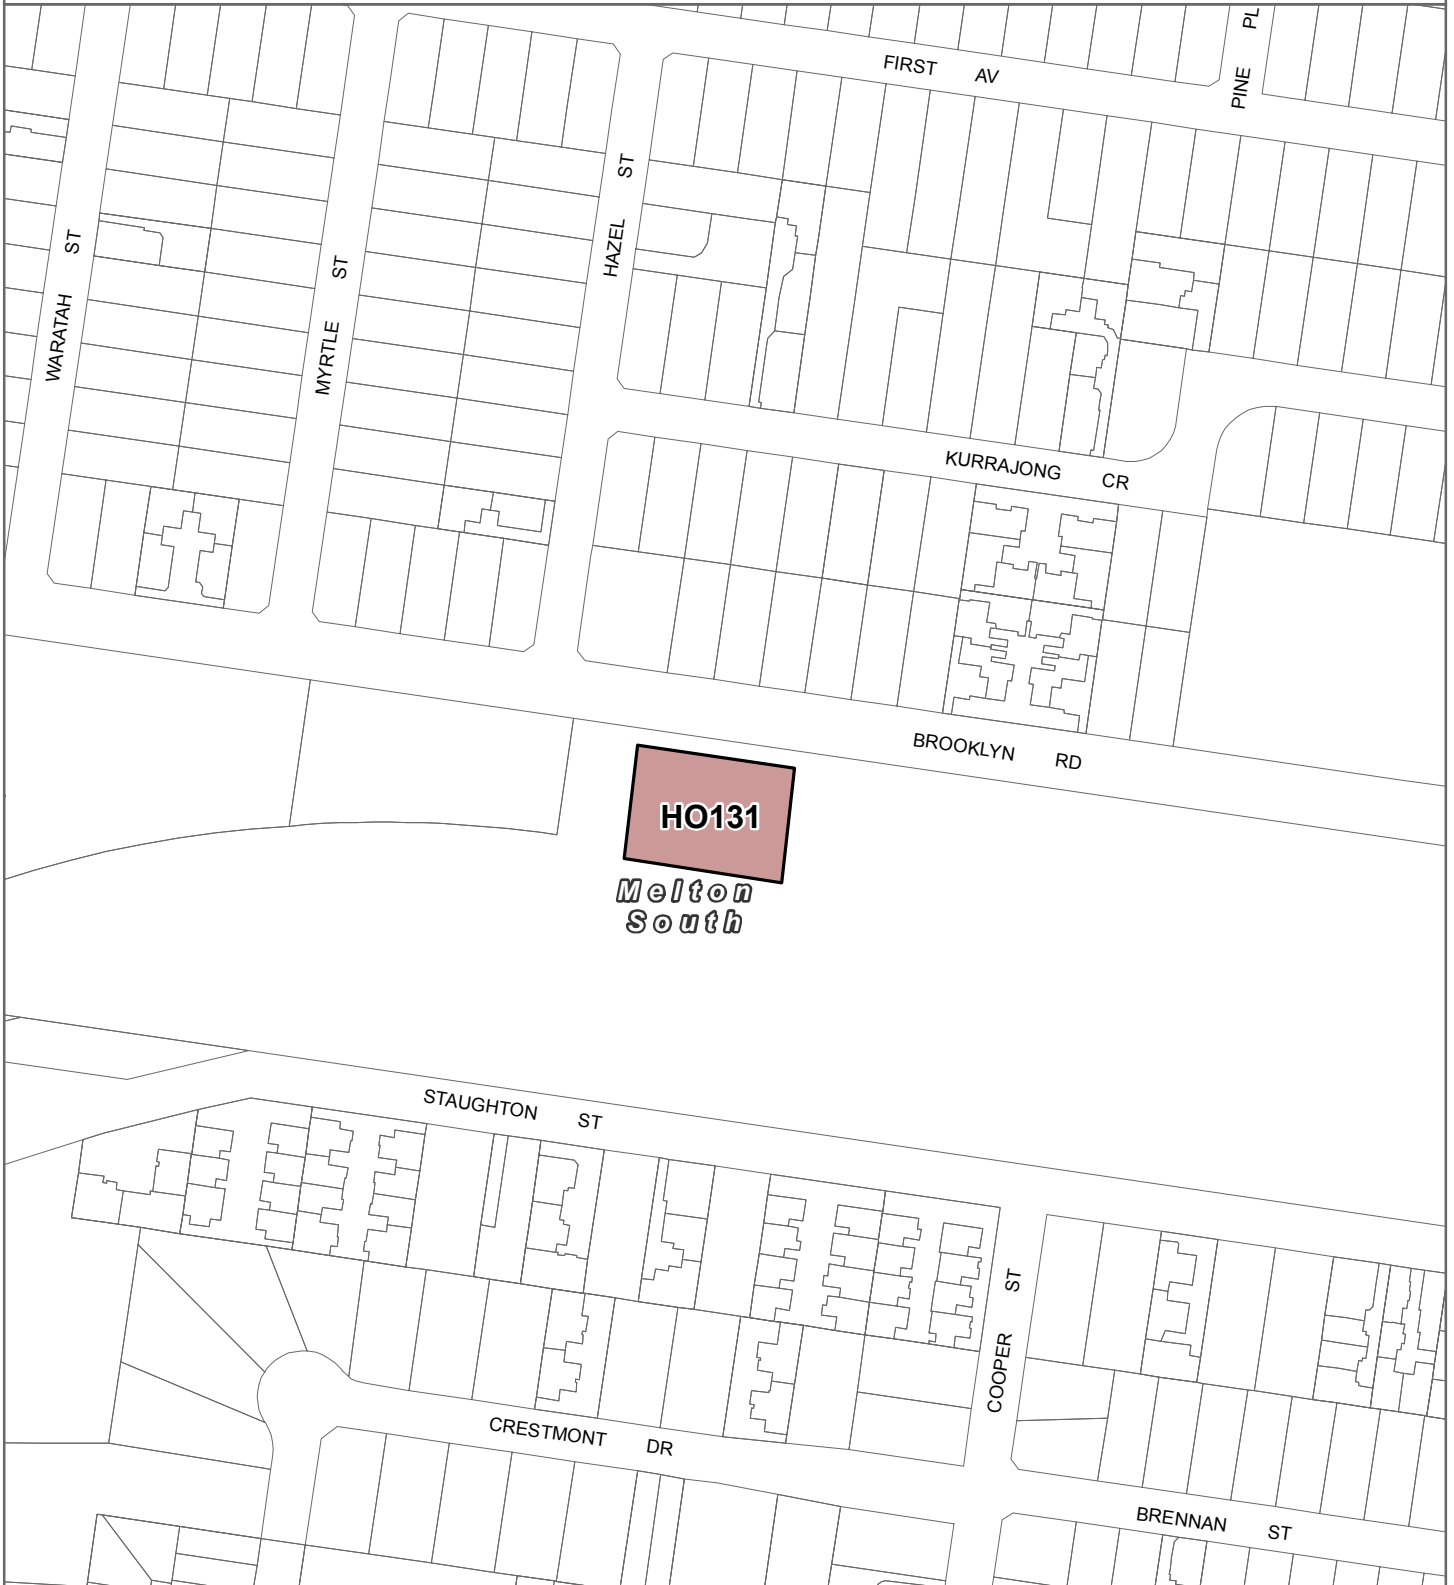 FIRST AV
PINE PL
HAZEL ST
WARATAH ST
MYRTLE ST
KURRAJONG CR
BROOKLYN RD
HO131
Melton
South
STAUGHTON ST
COOPER ST
CRESTMONT DR
BRENNAN ST